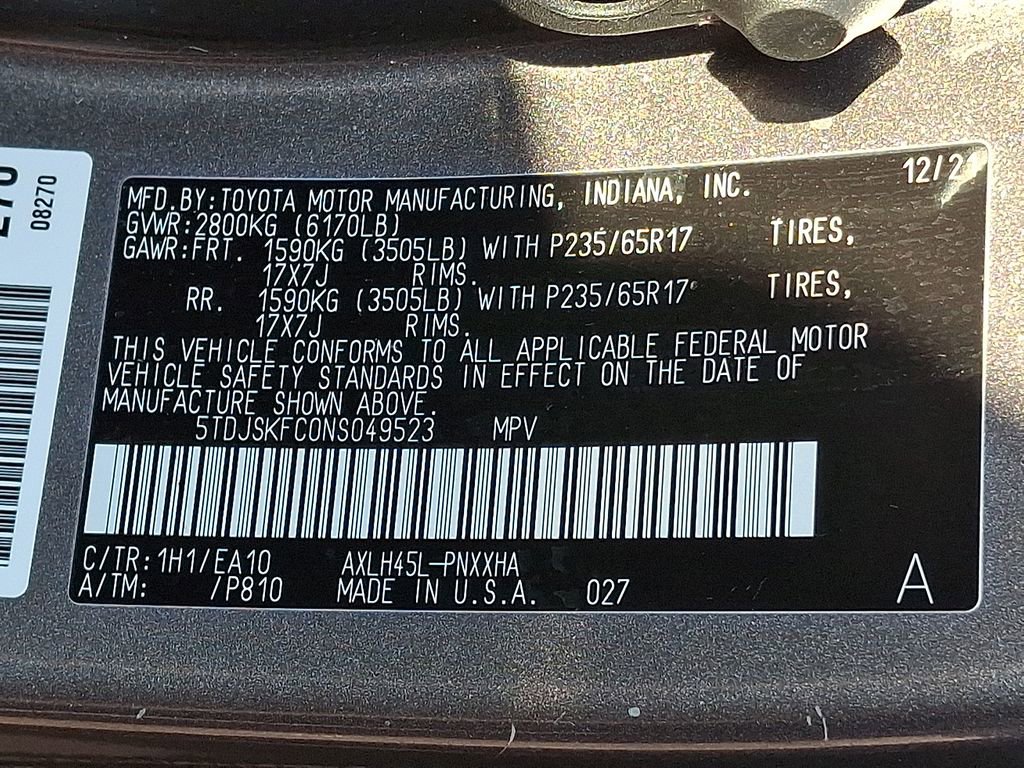 08270
MFD.BY:TOYOTA MOTOR MANUFACTURING, INDIANA, INC.
GVWR:2800KG (6170LB)
GAWR:FRT. 1590KG (3505LB) WITH P235/65R17 TIRES,
17X7J RIMS.
RR. 1590KG (3505LB) WITH P235/65R17 TIRES,
17X7J RIMS.
THIS VEHICLE CONFORMS TO ALL APPLICABLE FEDERAL MOTOR
VEHICLE SAFETY STANDARDS IN EFFECT ON THE DATE OF
MANUFACTURE SHOWN ABOVE.
5TDJSKFC0NS049523 MPV
C/TR:1H1/EA10 AXLH45L-PNXXHA
A/TM: /P810 MADE IN U.S.A. 027
A